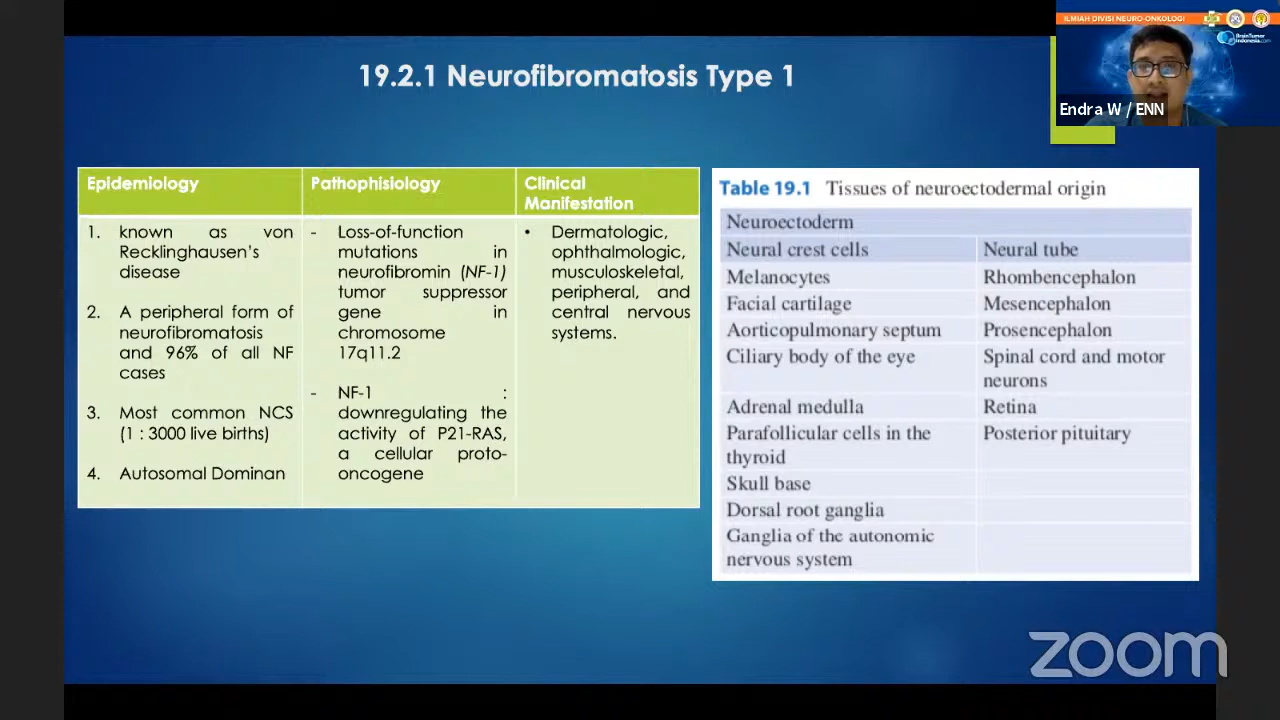 ILMIAH DIVISI NEURO-ONKOLOGI
BrainTumor
Indonesia.com
Endra W / ENN
19.2.1 Neurofibromatosis Type 1
Epidemiology
1. known as von
Recklinghausen's
disease
2. A peripheral form of
neurofibromatosis
and 96% of all NF
cases
3. Most common NCS
(1 : 3000 live births)
4. Autosomal Dominan
Pathophisiology
- Loss-of-function
mutations in
neurofibromin (NF-1)
tumor suppressor
gene in
chromosome
17q11.2
- NF-1 :
downregulating the
activity of P21-RAS,
a cellular proto-
oncogene
Clinical
Manifestation
• Dermatologic,
ophthalmologic,
musculoskeletal,
peripheral, and
central nervous
systems.
Table 19.1 Tissues of neuroectodermal origin
Neuroectoderm
Neural crest cells Neural tube
Melanocytes Rhombencephalon
Facial cartilage Mesencephalon
Aorticopulmonary septum Prosencephalon
Ciliary body of the eye Spinal cord and motor
neurons
Adrenal medulla Retina
Parafollicular cells in the Posterior pituitary
thyroid
Skull base
Dorsal root ganglia
Ganglia of the autonomic
nervous system
zoom